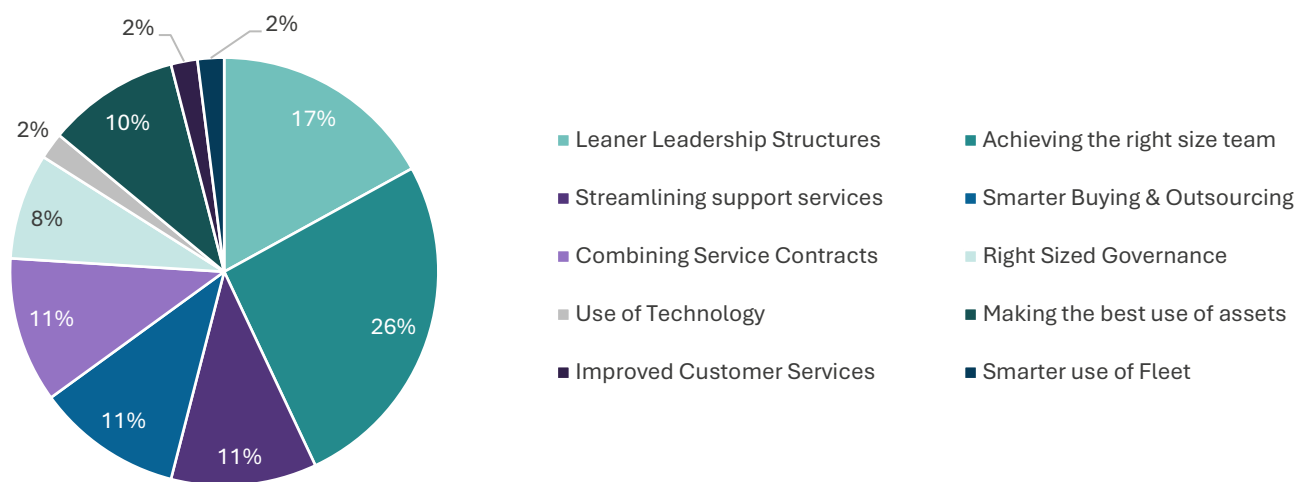 2%
2%
17%
10%
2%
8%
11%
26%
11%
11%
Leaner Leadership Structures
Achieving the right size team
Streamlining support services
Smarter Buying & Outsourcing
Combining Service Contracts
Right Sized Governance
Use of Technology
Making the best use of assets
Improved Customer Services
Smarter use of Fleet